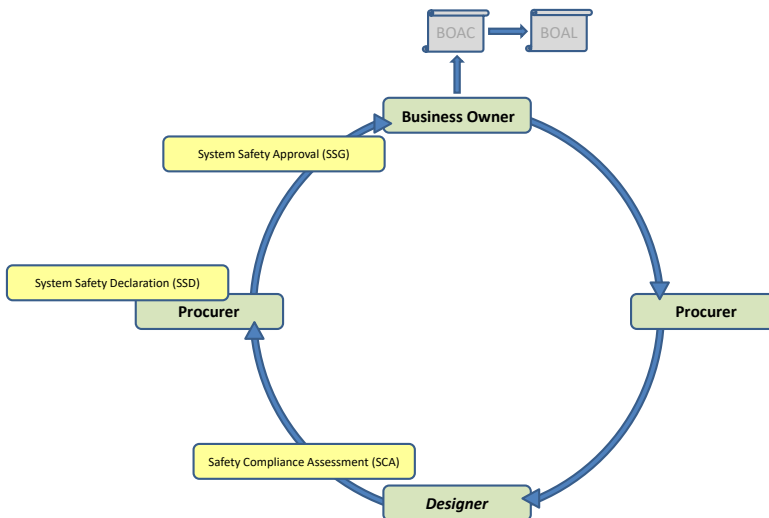 BOAC
BOAL
Business Owner
System Safety Approval (SSG)
System Safety Declaration (SSD)
Procurer
Procurer
Safety Compliance Assessment (SCA)
Designer